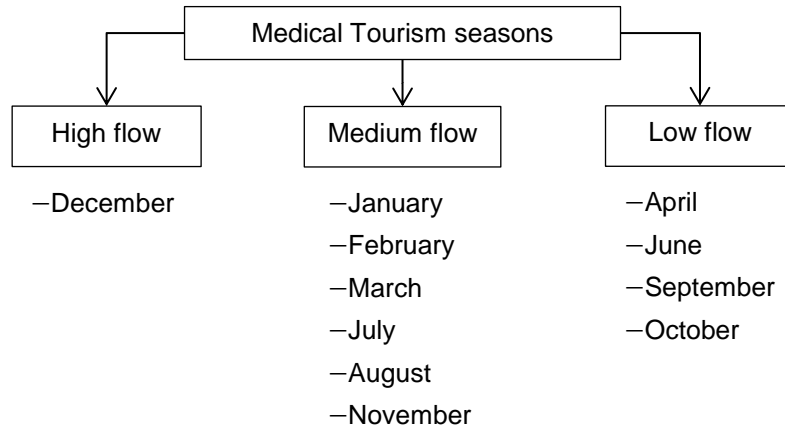 Medical Tourism seasons
High flow
−December
Medium flow
−January
−February
−March
−July
−August
−November
Low flow
−April
−June
−September
−October